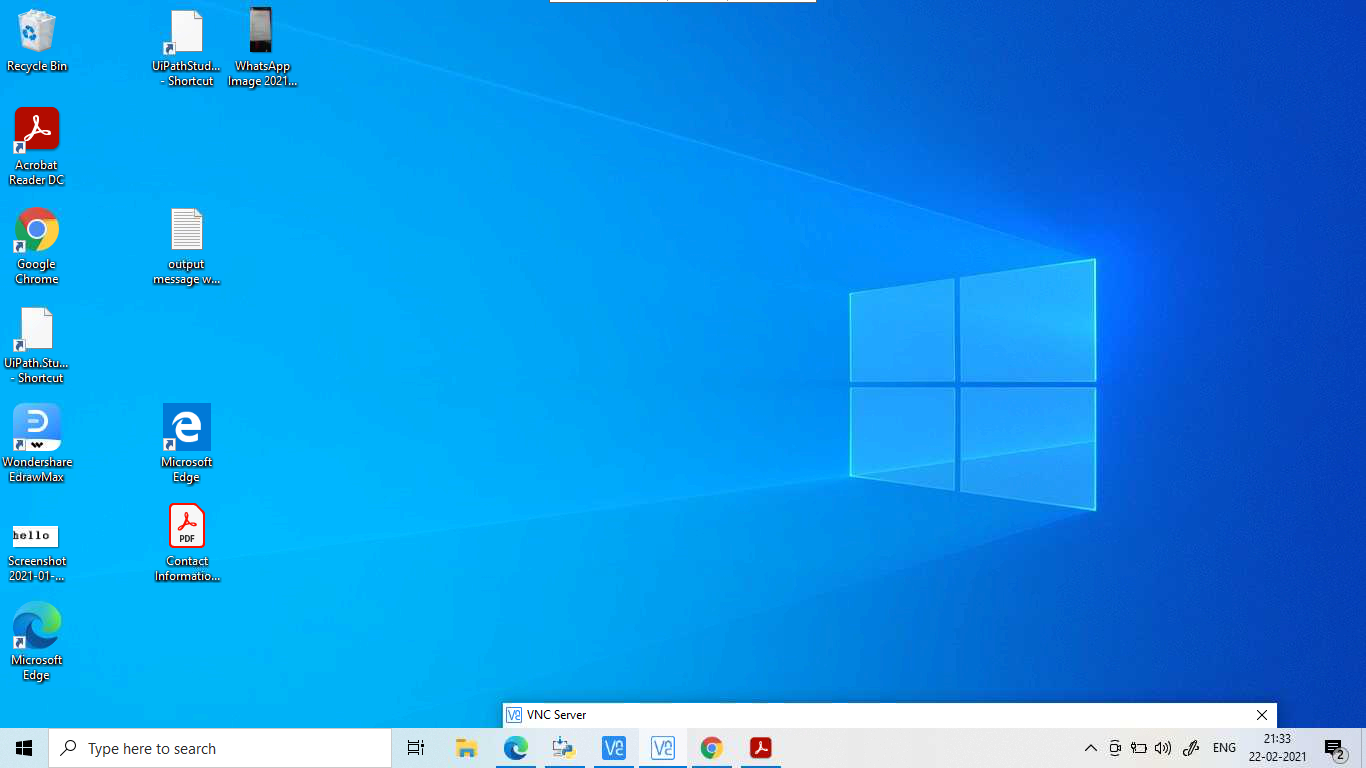 Recycle Bin
UiPathStud...
- Shortcut
WhatsApp
Image 2021...
Acrobat
Reader DC
Google
Chrome
output
message w...
UiPath.Stu...
- Shortcut
Wondershare
EdrawMax
Microsoft
Edge
hello
Screenshot
2021-01-...
PDF
Contact
Informatio...
Microsoft
Edge
VNC Server
Type here to search
ENG
21:33
22-02-2021
2